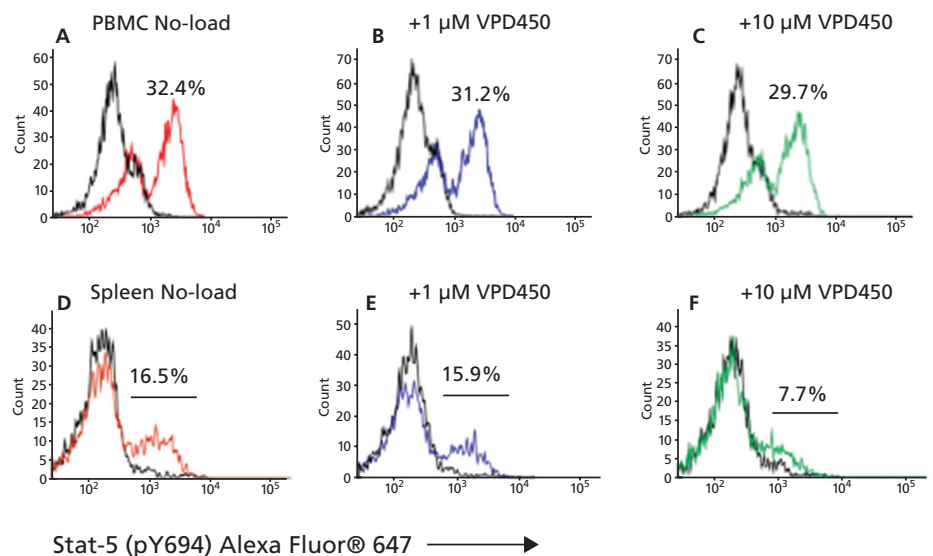 A PBMC No-load
B +1 µM VPD450
C +10 µM VPD450
32.4%
31.2%
29.7%
Count
60
50
40
30
20
10
0
10² 10³ 10⁴ 10⁵
Count
70
60
50
40
30
20
10
0
10² 10³ 10⁴ 10⁵
Count
70
60
50
40
30
20
10
0
10² 10³ 10⁴ 10⁵
D Spleen No-load
E +1 µM VPD450
F +10 µM VPD450
16.5%
15.9%
7.7%
Count
40
35
30
25
20
15
10
5
0
10² 10³ 10⁴ 10⁵
Count
50
40
30
20
10
0
10² 10³ 10⁴ 10⁵
Count
40
35
30
25
20
15
10
5
0
10² 10³ 10⁴ 10⁵
Stat-5 (pY694) Alexa Fluor® 647